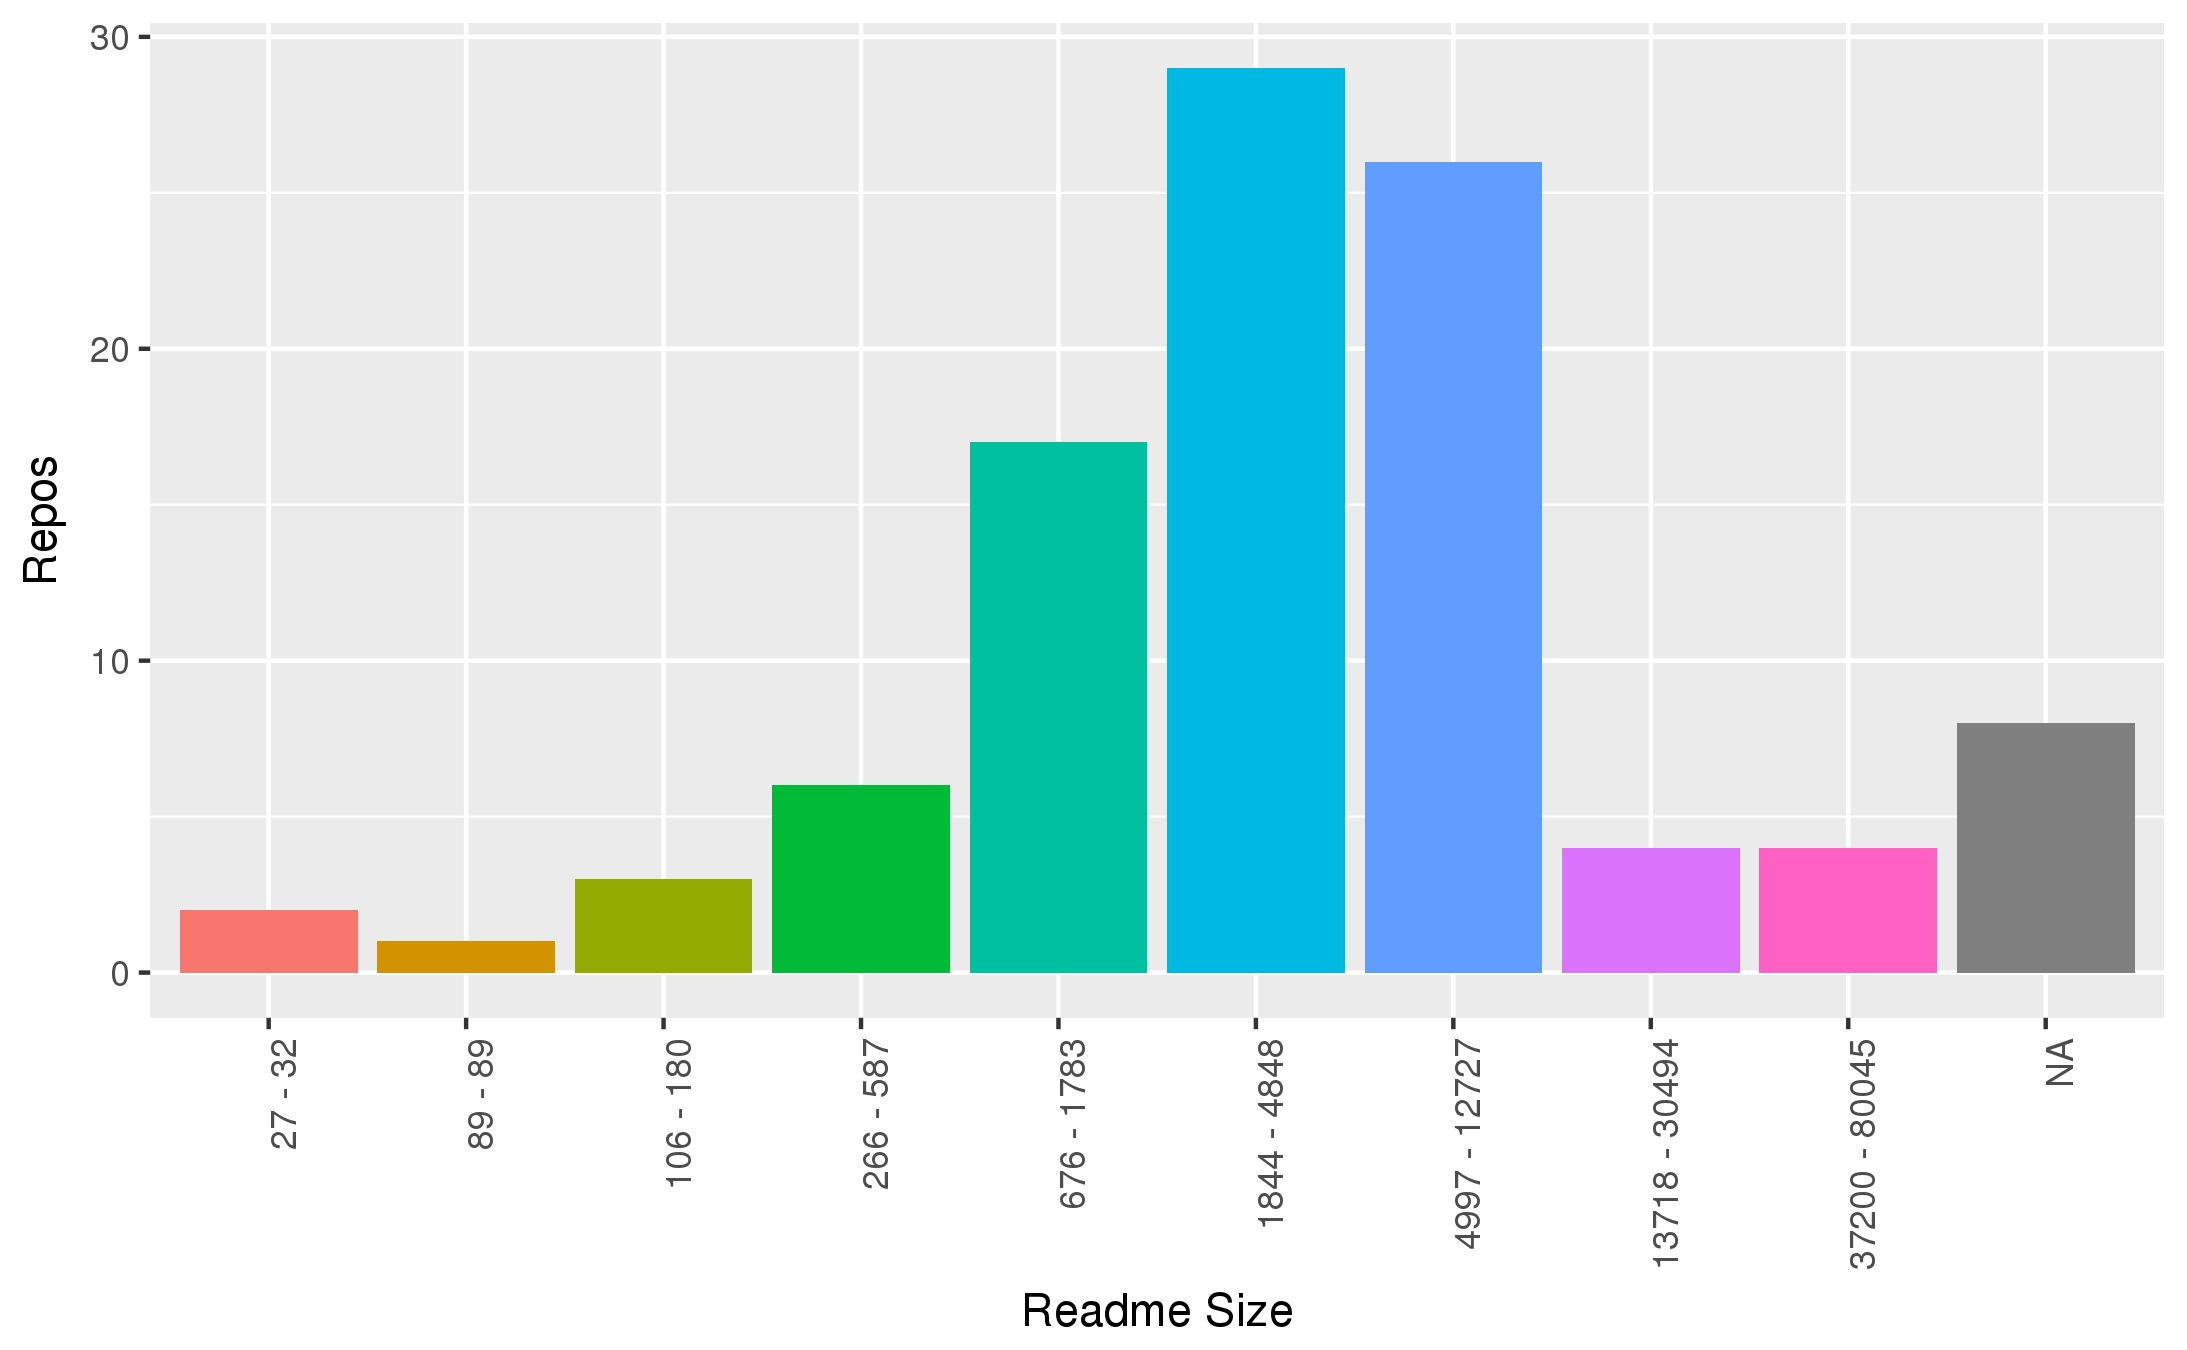 30
20
10
0
Repos
27 - 32
89 - 89
106 - 180
266 - 587
676 - 1783
1844 - 4848
4997 - 12727
13718 - 30494
37200 - 80045
NA
Readme Size